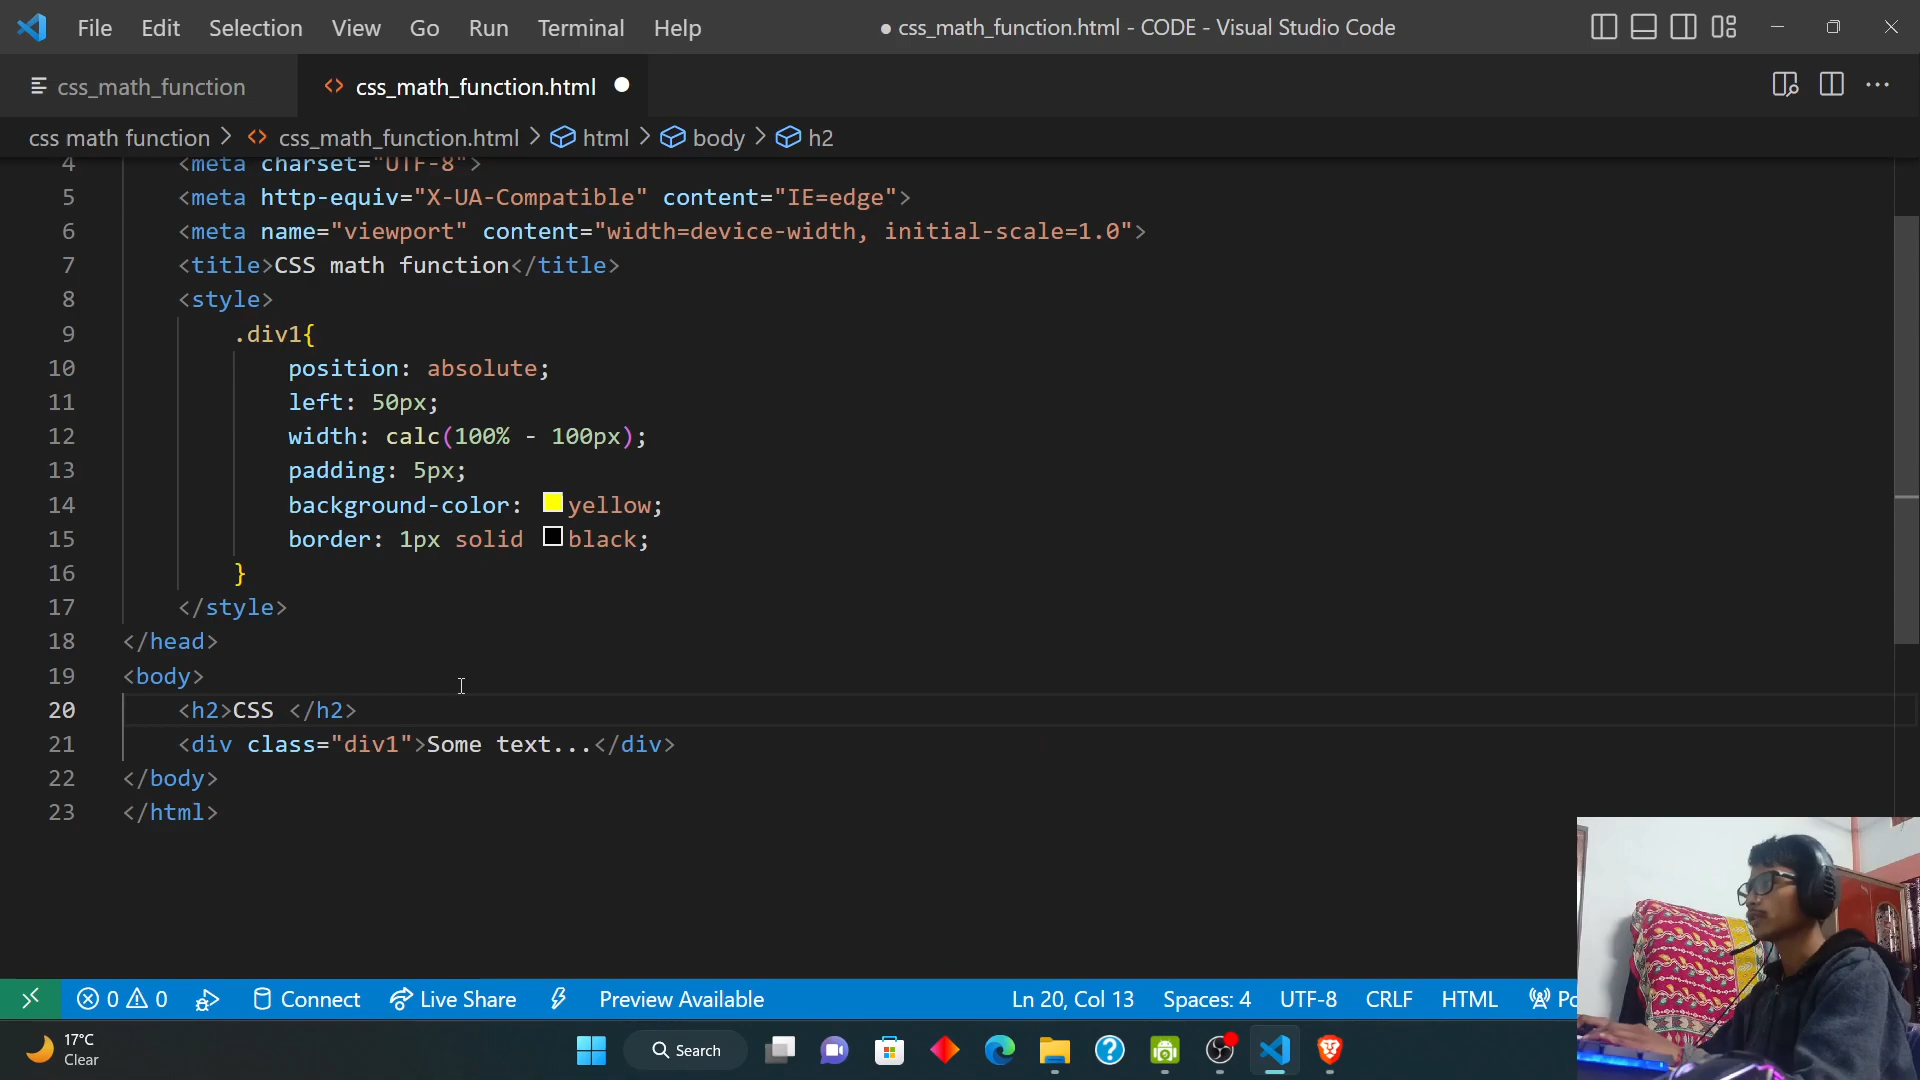 File Edit Selection View Go Run Terminal Help
● css_math_function.html - CODE - Visual Studio Code
css_math_function
css_math_function.html
css math function > css_math_function.html > html > body > h2
4 <meta charset="UTF-8">
5 <meta http-equiv="X-UA-Compatible" content="IE=edge">
6 <meta name="viewport" content="width=device-width, initial-scale=1.0">
7 <title>CSS math function</title>
8 <style>
9 .div1{
10 position: absolute;
11 left: 50px;
12 width: calc(100% - 100px);
13 padding: 5px;
14 background-color: yellow;
15 border: 1px solid black;
16 }
17 </style>
18 </head>
19 <body>
20 <h2>CSS </h2>
21 <div class="div1">Some text...</div>
22 </body>
23 </html>
0 0 Connect Live Share Preview Available Ln 20, Col 13 Spaces: 4 UTF-8 CRLF HTML
17°C
Clear
Search